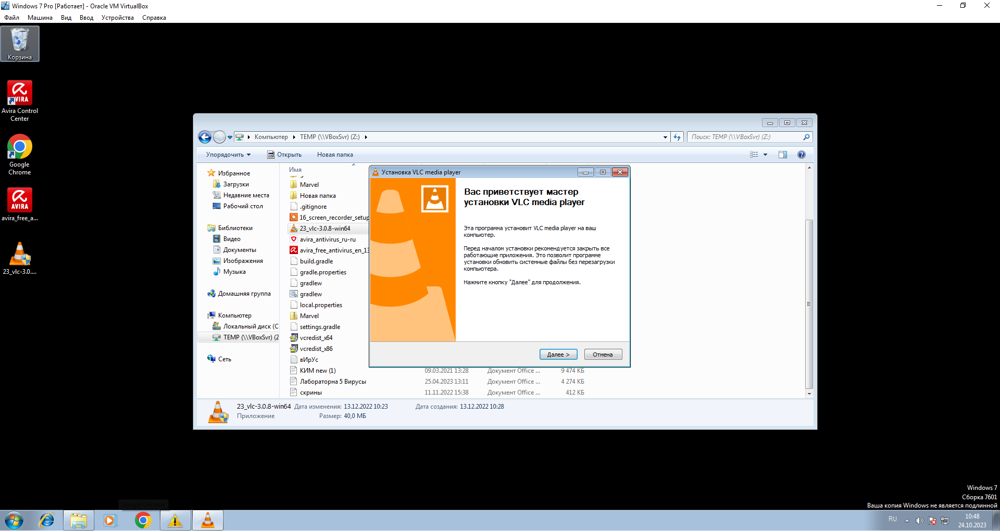 Windows 7 Pro [Работает] - Oracle VM VirtualBox
Файл Машина Вид Ввод Устройства Справка
Корзина
AVIRA
Avira Control
Center
Google
Chrome
AVIRA
avira_free_a...
23_vlc-3.0....
Компьютер TEMP (\\VBoxSvr) (Z:)
Поиск: TEMP (\\VBoxSvr) (Z:)
Упорядочить Открыть Новая папка
Избранное
Загрузки
Недавние места
Рабочий стол
Библиотеки
Видео
Документы
Изображения
Музыка
Домашняя группа
Компьютер
Локальный диск (C
TEMP (\\VBoxSvr) (Z
Сеть
Имя
Marvel
Новая папка
.gitignore
16_screen_recorder_setup
23_vlc-3.0.8-win64
avira_antivirus_ru-ru
avira_free_antivirus_en_13
build.gradle
gradle.properties
gradlew
gradlew
local.properties
Marvel
settings.gradle
vcredist_x64
vcredist_x86
вИрУс
КИМ new (1) 09.03.2021 13:28 Документ Office ... 9 474 КБ
Лабораторна 5 Вирусы 25.04.2023 13:11 Документ Office ... 4 274 КБ
скрины 11.11.2022 15:38 Документ Office ... 412 КБ
Установка VLC media player
Вас приветствует мастер
установки VLC media player
Эта программа установит VLC media player на ваш
компьютер.
Перед началом установки рекомендуется закрыть все
работающие приложения. Это позволит программе
установки обновить системные файлы без перезагрузки
компьютера.
Нажмите кнопку "Далее" для продолжения.
Далее > Отмена
23_vlc-3.0.8-win64 Дата изменения: 13.12.2022 10:23 Дата создания: 13.12.2022 10:28
Приложение Размер: 40,0 МБ
Windows 7
Сборка 7601
Ваша копия Windows не является подлинной
Google Chrome
RU
10:48
24.10.2023